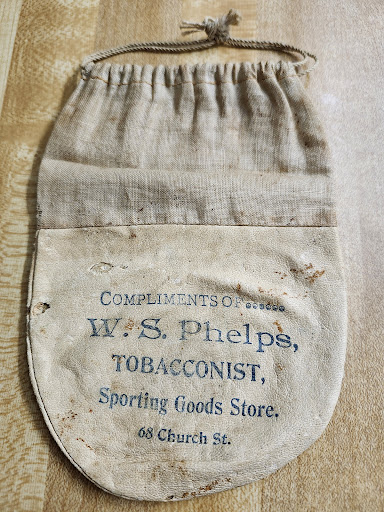 COMPLIMENTS OF ......
W. S. Phelps,
TOBACCONIST,
Sporting Goods Store.
68 Church St.